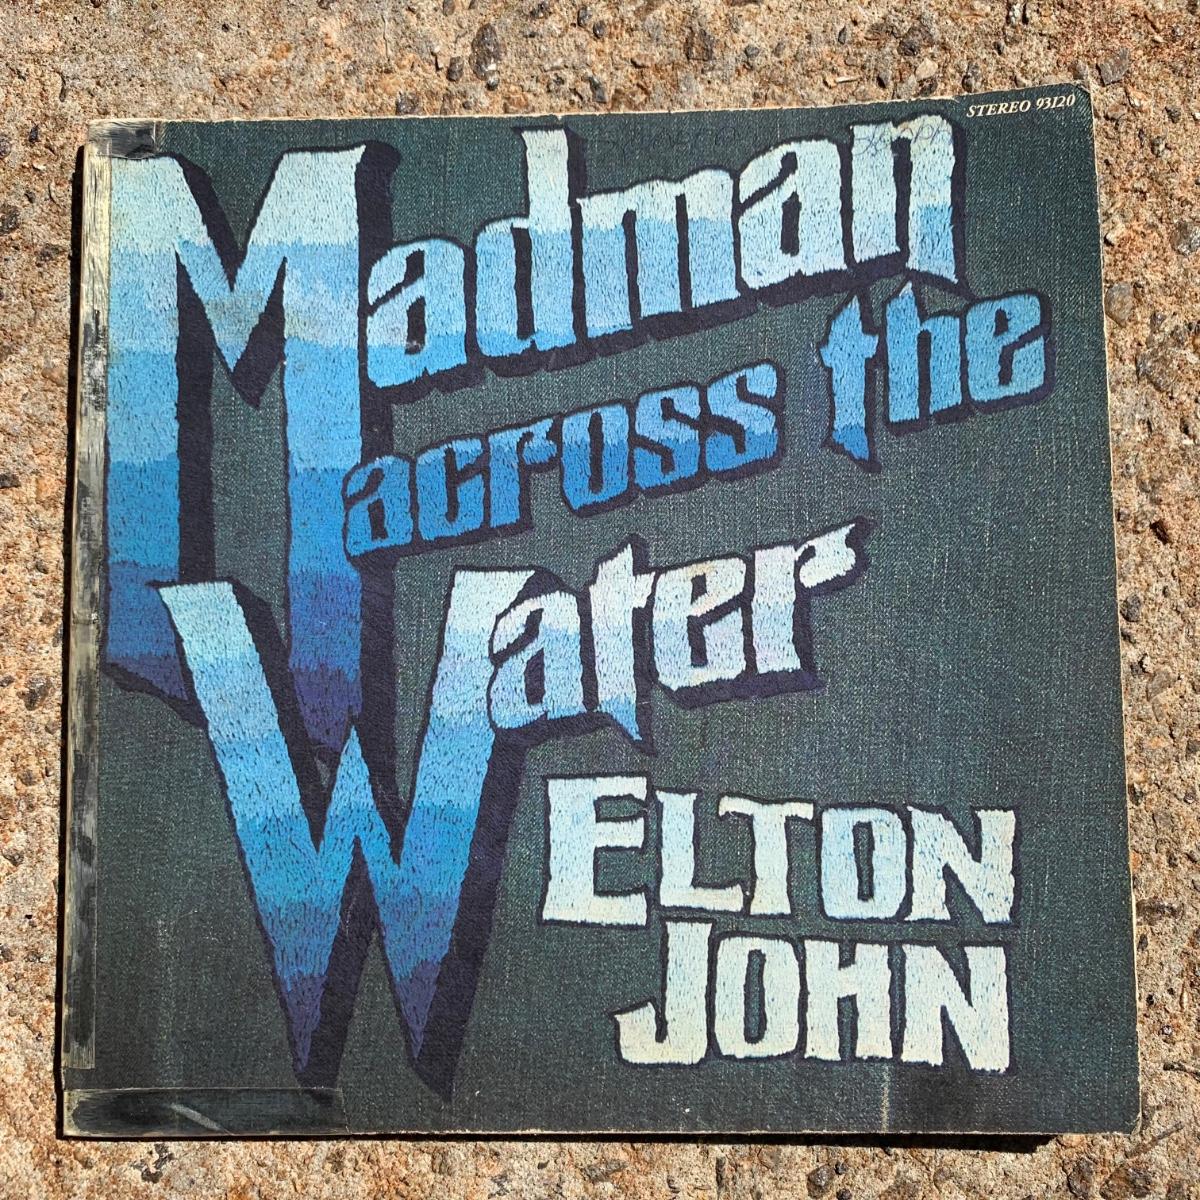 STEREO 93120
Madman
across the
Water
ELTON
JOHN